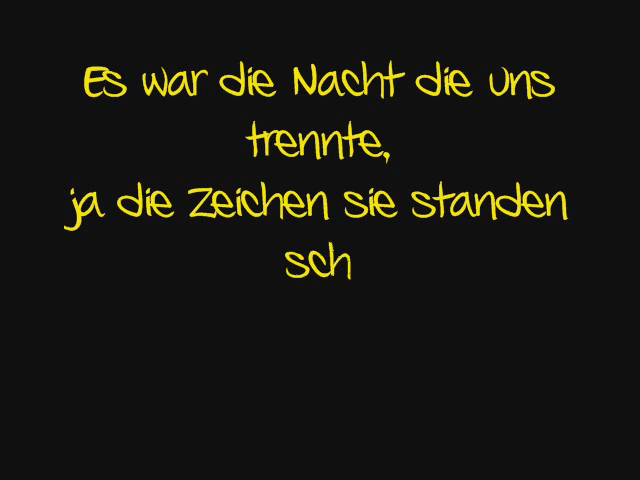 Es war die Nacht die uns
trennte,
ja die Zeichen sie standen
sch